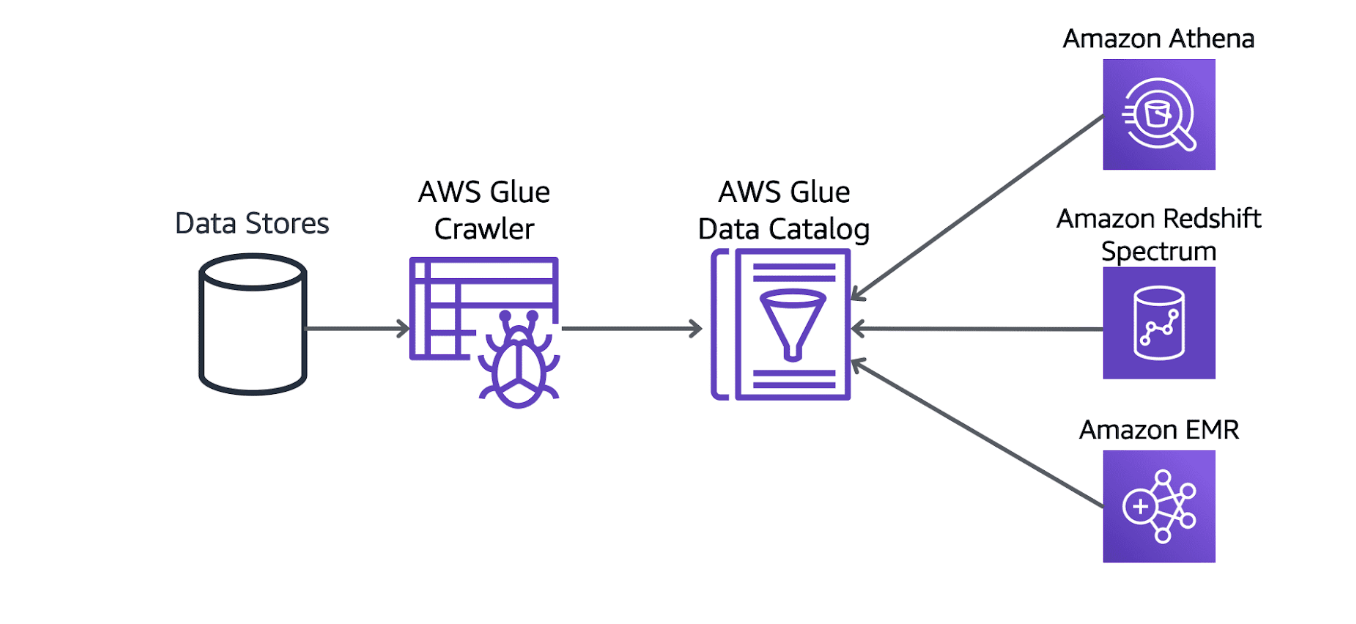 Data Stores
AWS Glue
Crawler
AWS Glue
Data Catalog
Amazon Athena
Amazon Redshift
Spectrum
Amazon EMR